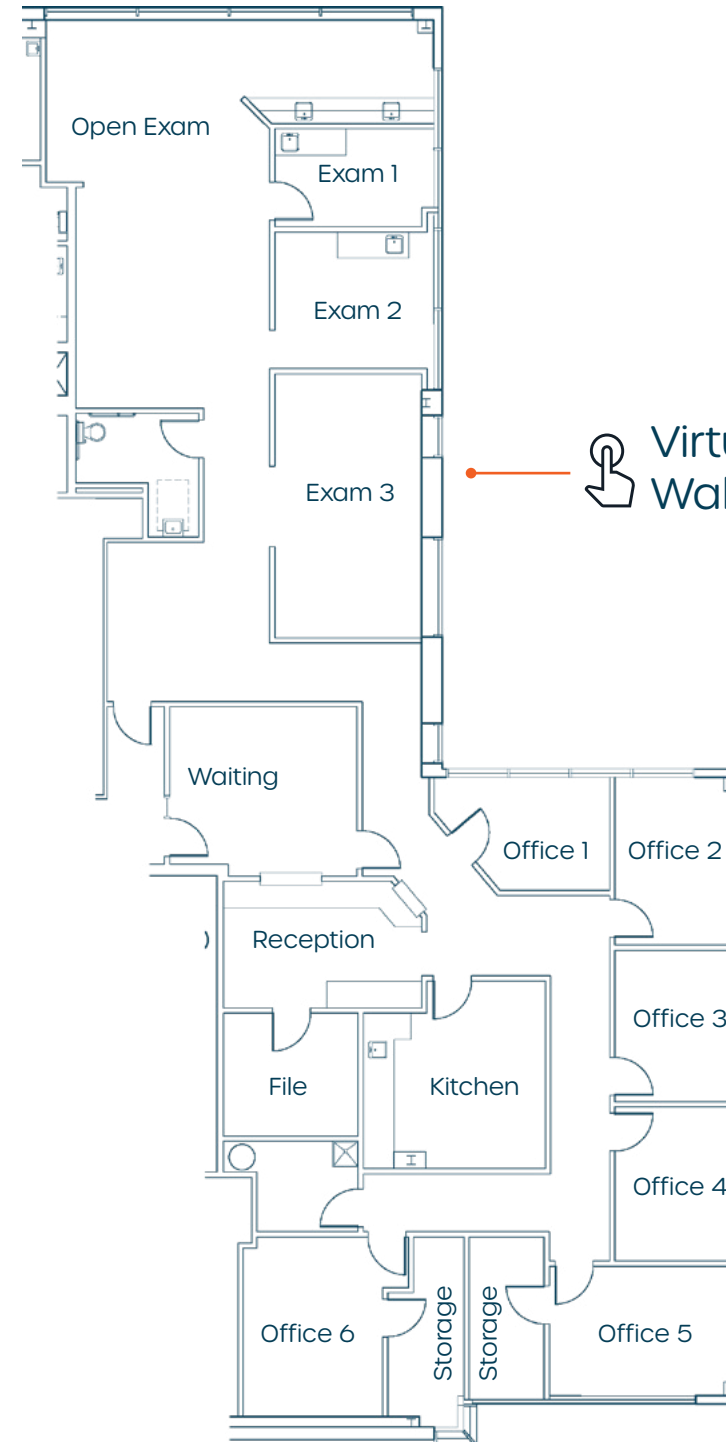 Open Exam
Exam 1
Exam 2
Exam 3
Waiting
Office 1
Office 2
Reception
Office 3
File
Kitchen
Office 4
Office 6
Storage
Storage
Office 5